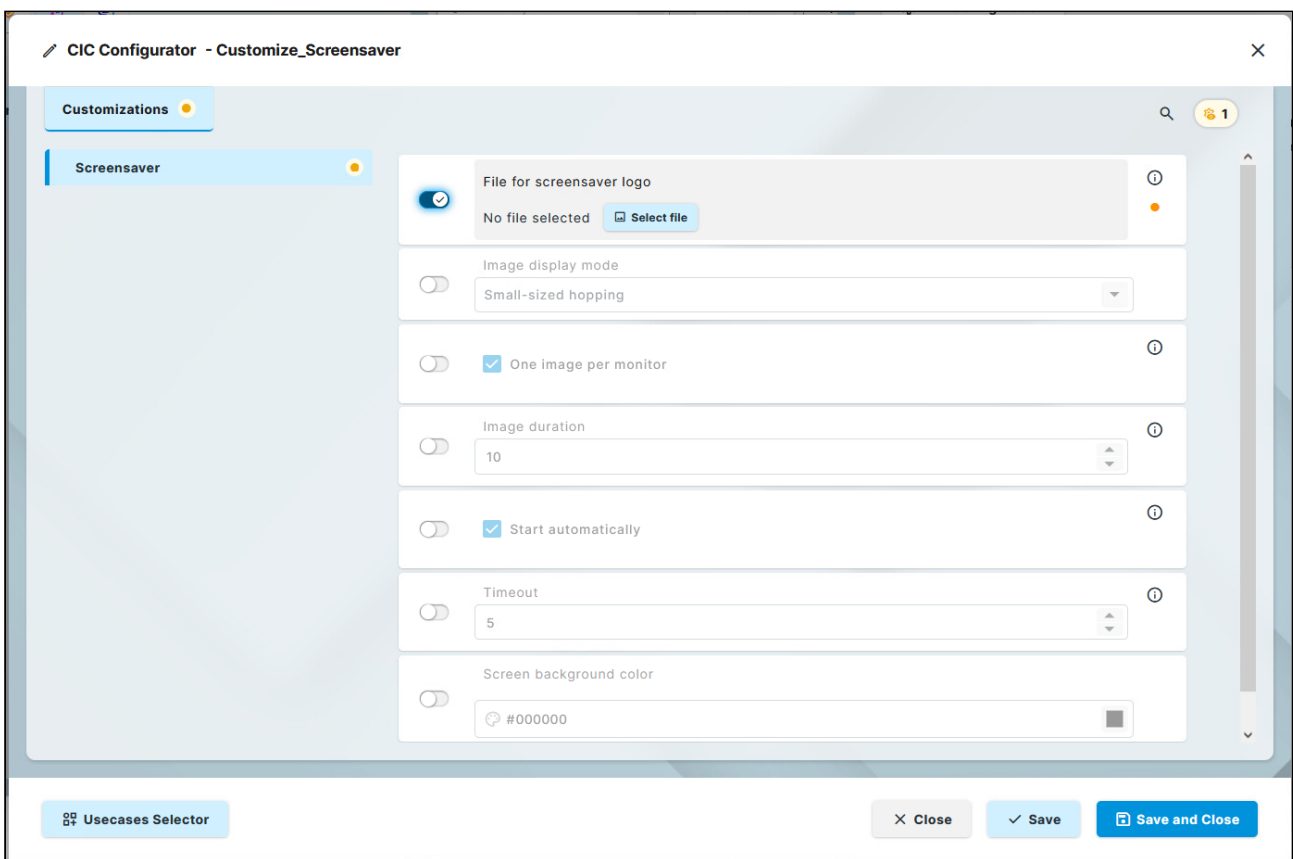 CIC Configurator - Customize_Screensaver
Customizations
1
Screensaver
File for screensaver logo
No file selected Select file
Image display mode
Small-sized hopping
One image per monitor
Image duration
10
Start automatically
Timeout
5
Screen background color
#000000
Usecases Selector
Close
Save
Save and Close